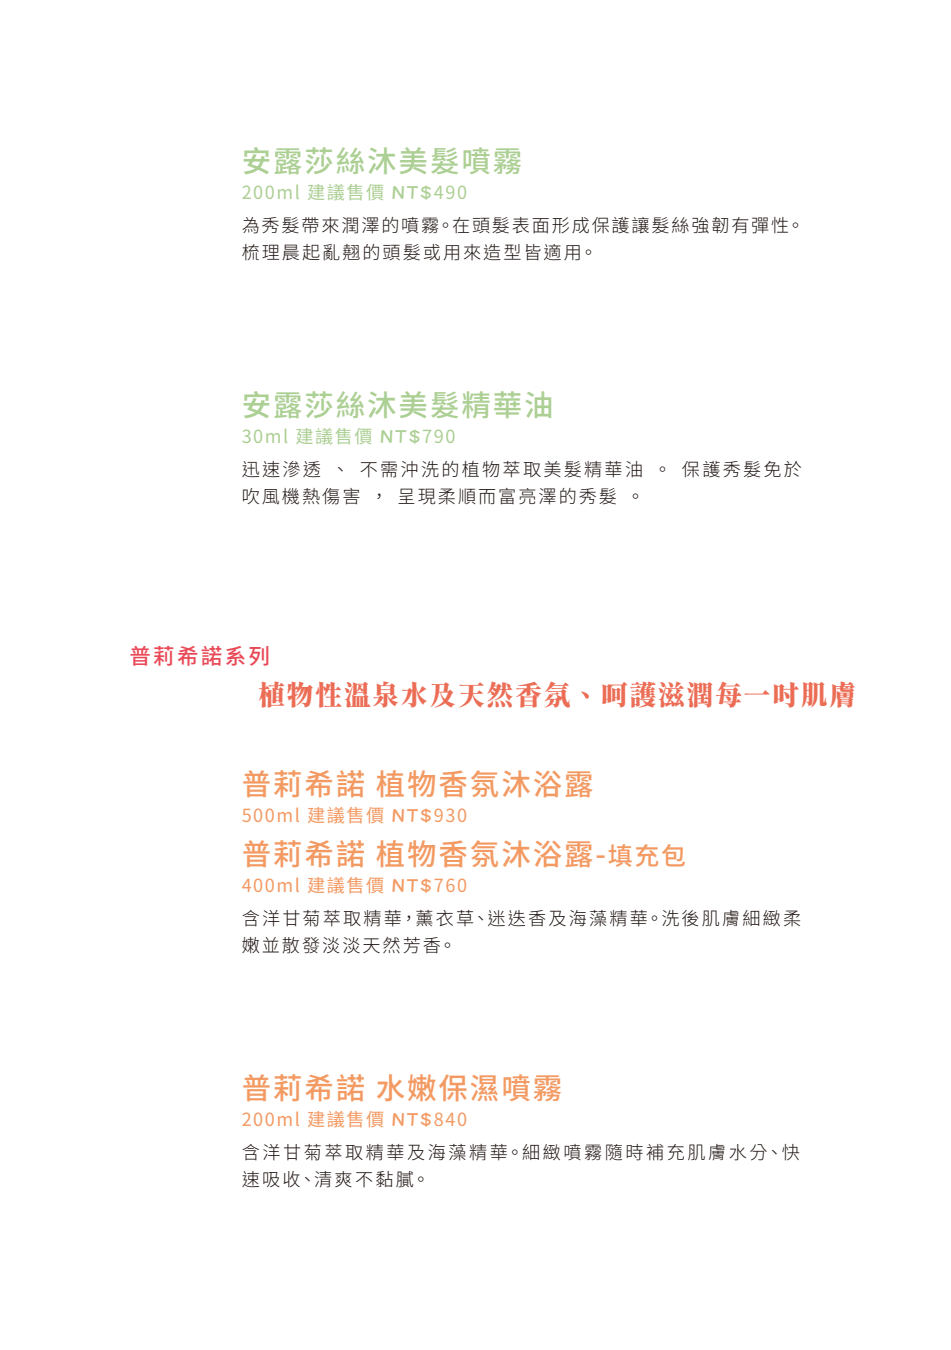 安露莎絲沐美髮噴霧
200ml 建議售價 NT$490
為秀髮帶來潤澤的噴霧。在頭髮表面形成保護讓髮絲強韌有彈性。
梳理晨起亂翹的頭髮或用來造型皆適用。
安露莎絲沐美髮精華油
30ml 建議售價 NT$790
迅速滲透 、 不需沖洗的植物萃取美髮精華油 。 保護秀髮免於
吹風機熱傷害 ， 呈現柔順而富亮澤的秀髮 。
普莉希諾系列
植物性溫泉水及天然香氛、呵護滋潤每一吋肌膚
普莉希諾 植物香氛沐浴露
500ml 建議售價 NT$930
普莉希諾 植物香氛沐浴露-填充包
400ml 建議售價 NT$760
含洋甘菊萃取精華，薰衣草、迷迭香及海藻精華。洗後肌膚細緻柔
嫩並散發淡淡天然芳香。
普莉希諾 水嫩保濕噴霧
200ml 建議售價 NT$840
含洋甘菊萃取精華及海藻精華。細緻噴霧隨時補充肌膚水分、快
速吸收、清爽不黏膩。